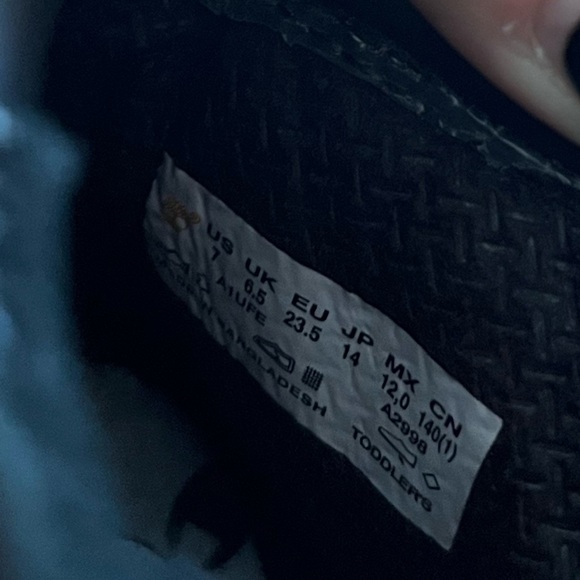 US UK EU JP MX CN
7 6.5 23.5 14 12,0 140(1)
A1UFE A2998
BANGLADESH
TODDLERS